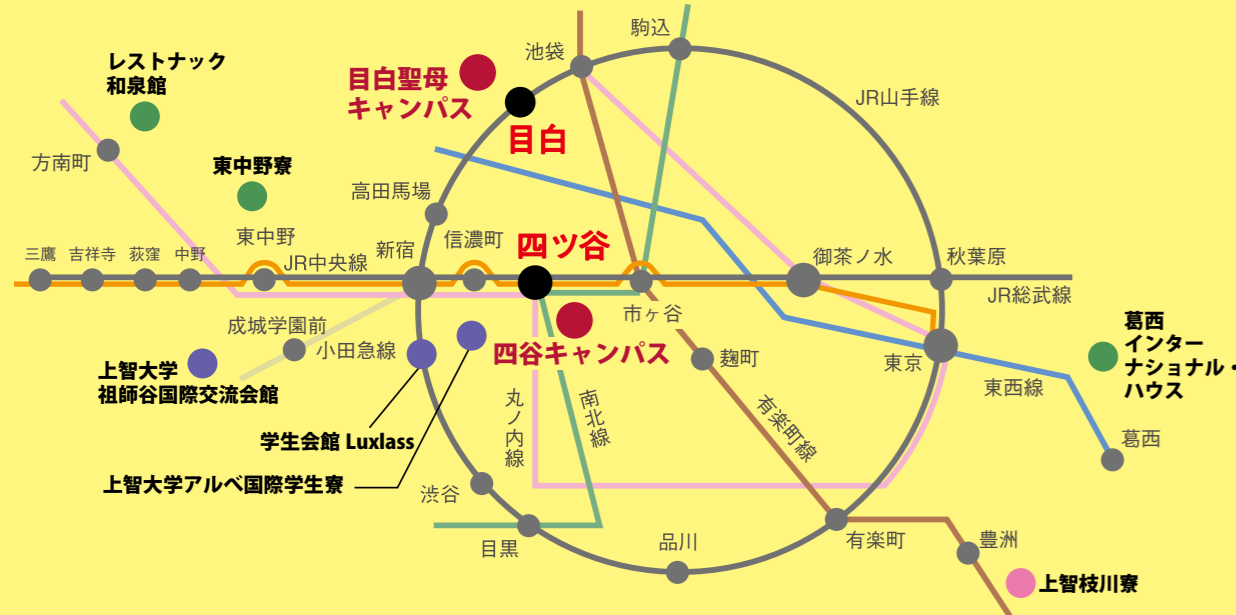 駒込
池袋
レストナック
和泉館
目白聖母
キャンパス
JR山手線
目白
方南町
東中野寮
高田馬場
三鷹
吉祥寺
荻窪
中野
東中野
JR中央線
新宿
信濃町
四ツ谷
御茶ノ水
秋葉原
JR総武線
市ヶ谷
成城学園前
小田急線
四谷キャンパス
麹町
東京
東西線
葛西
インター
ナショナル・
ハウス
上智大学
祖師谷国際交流会館
丸ノ内線
南北線
有楽町線
学生会館 Luxlass
葛西
上智大学アルペ国際学生寮
渋谷
目黒
品川
有楽町
豊洲
上智枝川寮